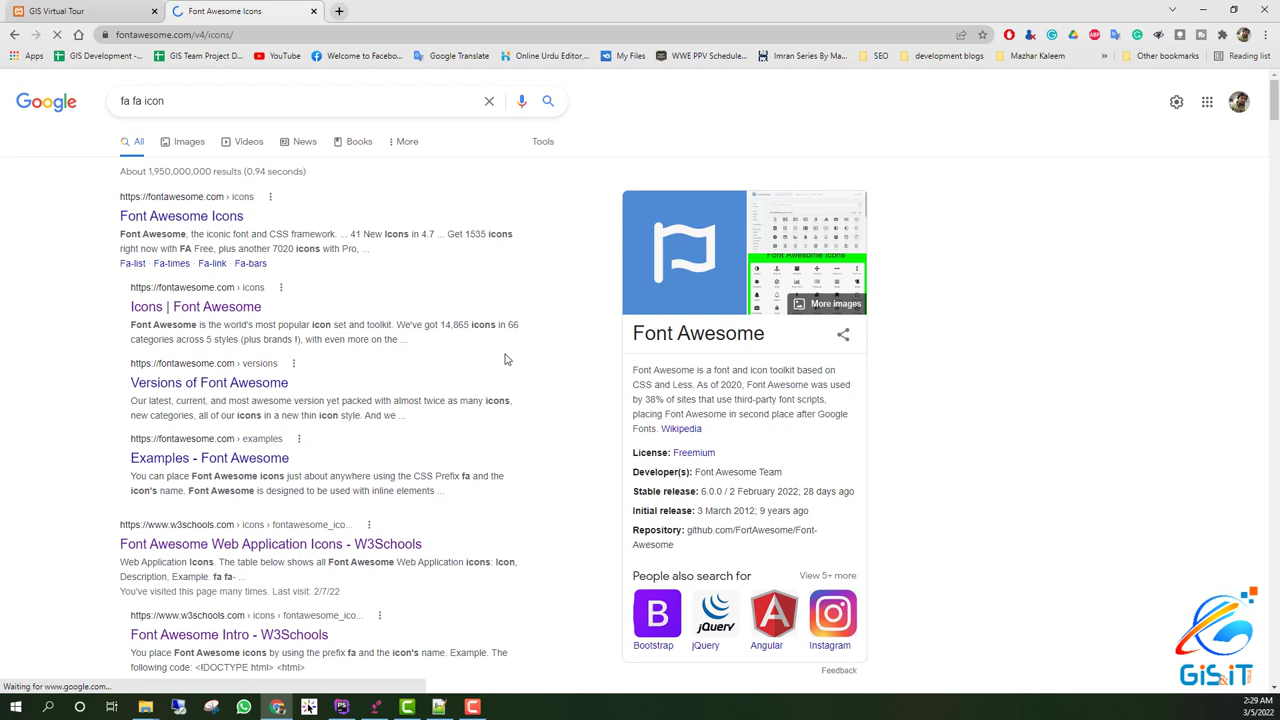 GIS Virtual Tour
Font Awesome Icons
fontawesome.com/v4/icons/
Apps
GIS Development -...
GIS Team Project D...
YouTube
Welcome to Facebo...
Google Translate
Online Urdu Editor,...
My Files
WWE PPV Schedule...
Imran Series By M...
SEO
development blogs
Mazhar Kaleem
Other bookmarks
Reading list
Google
fa fa icon
All
Images
Videos
News
Books
More
Tools
About 1,950,000,000 results (0.94 seconds)
https://fontawesome.com › icons
Font Awesome Icons
Font Awesome, the iconic font and CSS framework. ... 41 New Icons in 4.7 ... Get 1535 icons
right now with FA Free, plus another 7020 icons with Pro, ...
Fa-list · Fa-times · Fa-link · Fa-bars
https://fontawesome.com › icons
Icons | Font Awesome
Font Awesome is the world's most popular icon set and toolkit. We've got 14,865 icons in 66
categories across 5 styles (plus brands !), with even more on the ...
https://fontawesome.com › versions
Versions of Font Awesome
Our latest, current, and most awesome version yet packed with almost twice as many icons,
new categories, all of our icons in a new thin icon style. And we ...
https://fontawesome.com › examples
Examples - Font Awesome
You can place Font Awesome icons just about anywhere using the CSS Prefix fa and the
icon's name. Font Awesome is designed to be used with inline elements ...
https://www.w3schools.com › icons › fontawesome_ico...
Font Awesome Web Application Icons - W3Schools
Web Application Icons. The table below shows all Font Awesome Web Application icons: Icon,
Description, Example. fa fa- ...
You've visited this page many times. Last visit: 2/7/22
https://www.w3schools.com › icons › fontawesome_ico...
Font Awesome Intro - W3Schools
You place Font Awesome icons by using the prefix fa and the icon's name. Example. The
following code: <!DOCTYPE html> <html>
Font Awesome Icons
More images
Font Awesome
Font Awesome is a font and icon toolkit based on
CSS and Less. As of 2020, Font Awesome was used
by 38% of sites that use third-party font scripts,
placing Font Awesome in second place after Google
Fonts. Wikipedia
License: Freemium
Developer(s): Font Awesome Team
Stable release: 6.0.0 / 2 February 2022; 28 days ago
Initial release: 3 March 2012; 9 years ago
Repository: github.com/FortAwesome/Font-
Awesome
People also search for
View 5+ more
jQuery
Bootstrap
jQuery
Angular
Instagram
Feedback
GIS&IT
Waiting for www.google.com...
2:29 AM
3/5/2022